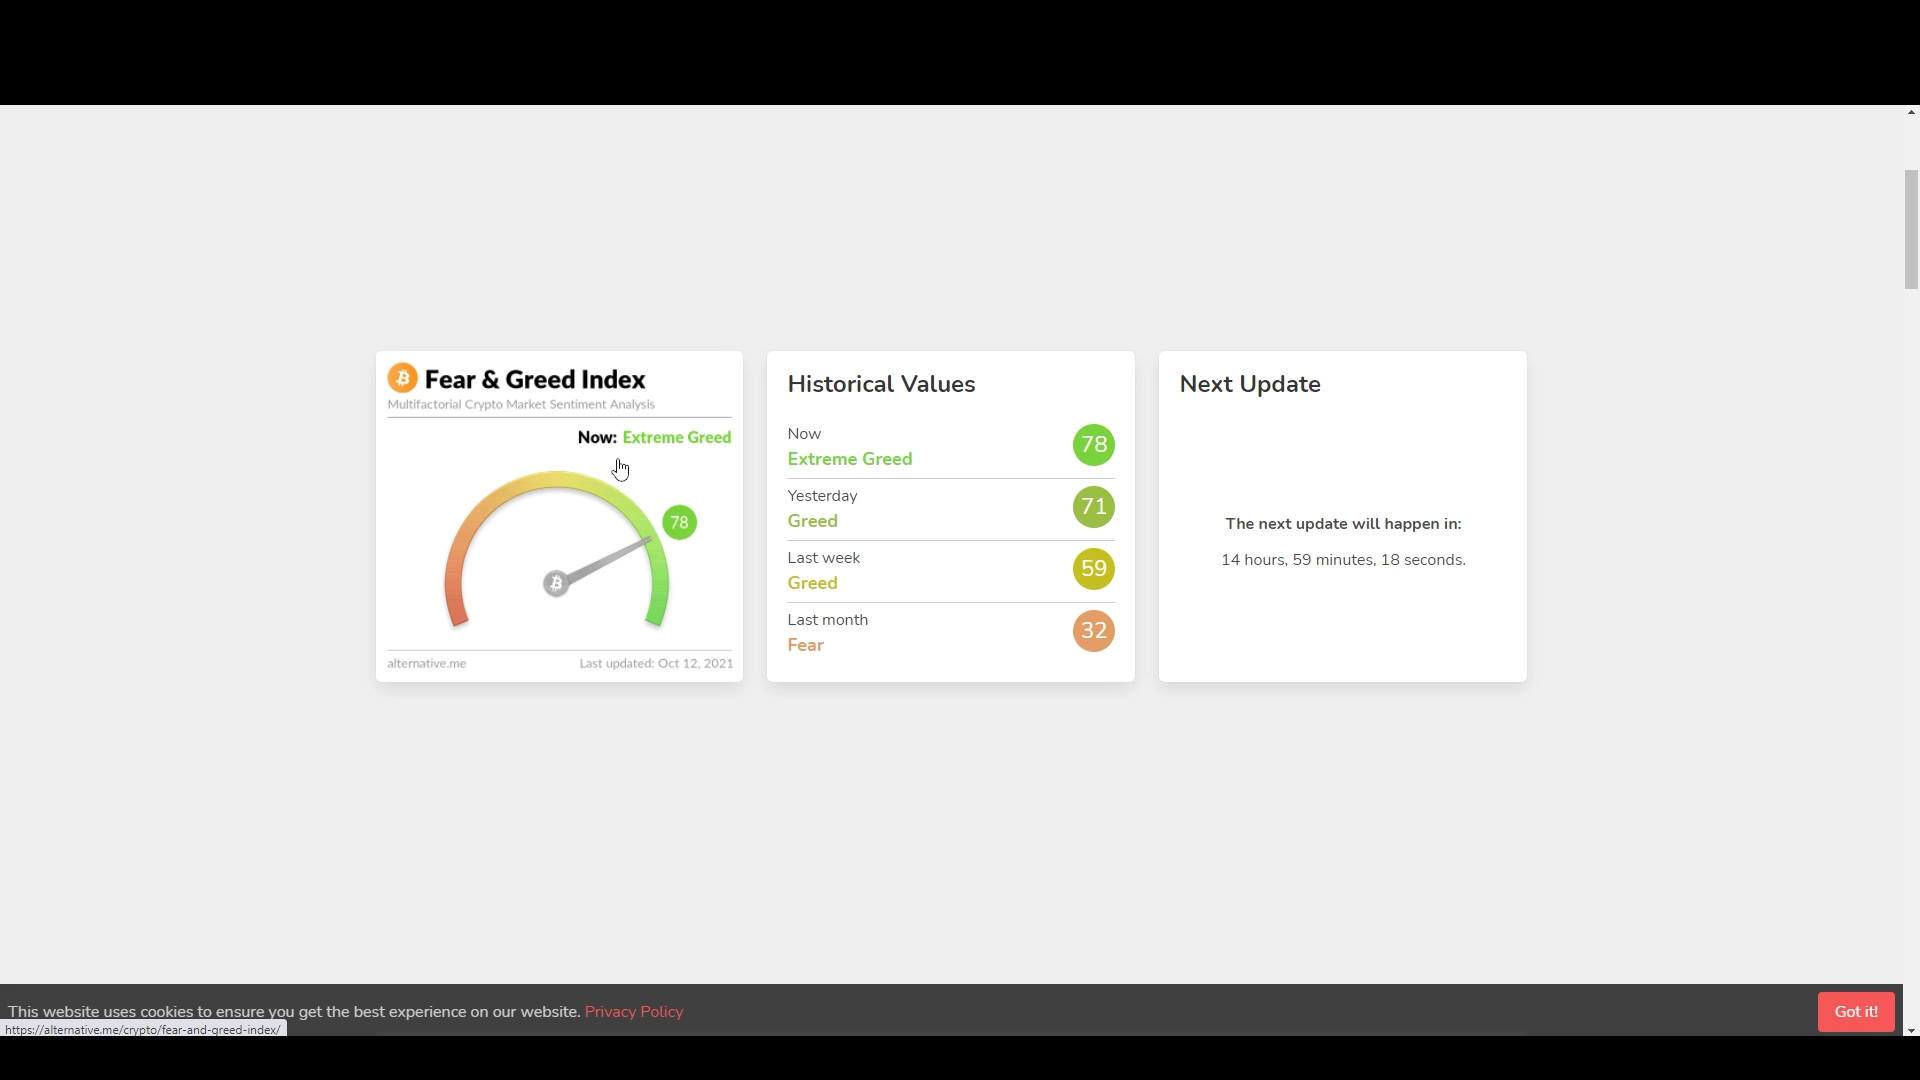 Fear & Greed Index
Multifactorial Crypto Market Sentiment Analysis
Now: Extreme Greed
78
alternative.me
Last updated: Oct 12, 2021
Historical Values
Now
Extreme Greed
78
Yesterday
Greed
71
Last week
Greed
59
Last month
Fear
32
Next Update
The next update will happen in:
14 hours, 59 minutes, 18 seconds.
This website uses cookies to ensure you get the best experience on our website. Privacy Policy
Got it!
https://alternative.me/crypto/fear-and-greed-index/